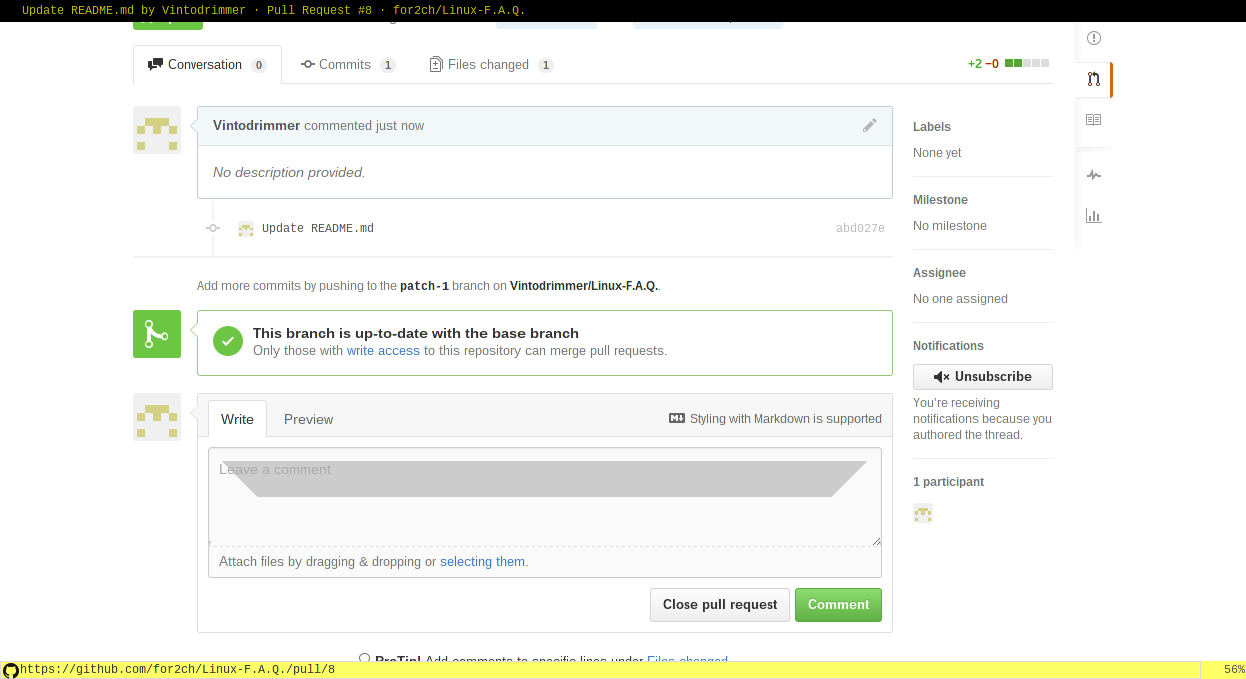 Update README.md by Vintodrimmer · Pull Request #8 · for2ch/Linux-F.A.Q.
Conversation 0 Commits 1 Files changed 1 +2 −0
Vintodrimmer commented just now
No description provided.
Update README.md abd027e
Add more commits by pushing to the patch-1 branch on Vintodrimmer/Linux-F.A.Q..
This branch is up-to-date with the base branch
Only those with write access to this repository can merge pull requests.
Write Preview Styling with Markdown is supported
Leave a comment
Attach files by dragging & dropping or selecting them.
Close pull request Comment
ProTip! Add comments to specific lines under Files changed.
Labels
None yet
Milestone
No milestone
Assignee
No one assigned
Notifications
Unsubscribe
You're receiving
notifications because you
authored the thread.
1 participant
https://github.com/for2ch/Linux-F.A.Q./pull/8 56%